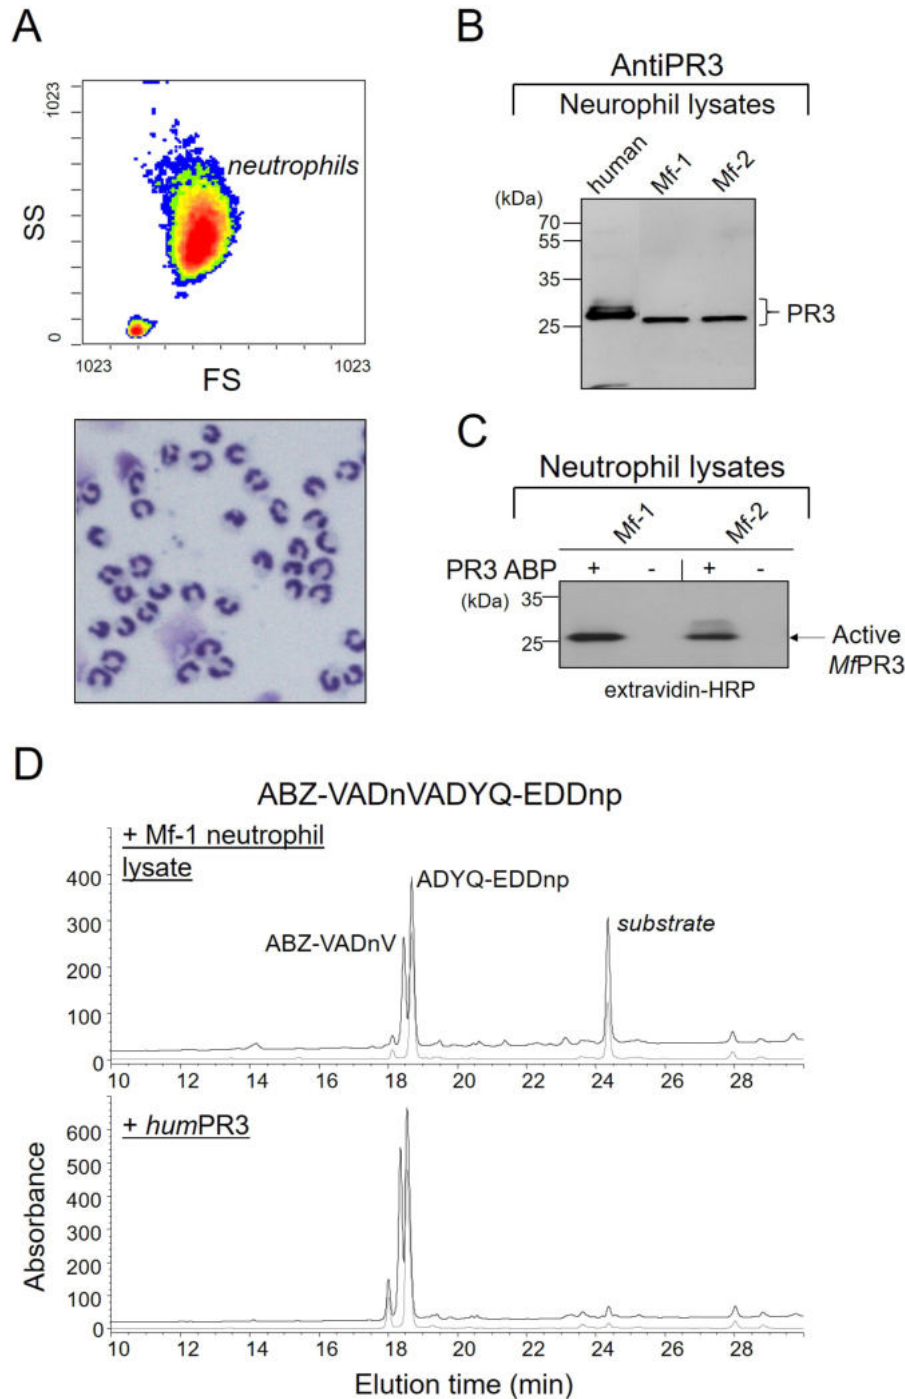 A
1023
neutrophils
SS
0
1023
1023
FS
B
AntiPR3
Neurophil lysates
human
Mf-1
Mf-2
(kDa)
70
55
35
25
PR3
C
Neutrophil lysates
Mf-1
Mf-2
PR3 ABP + - + -
(kDa)
35
25
Active
MfPR3
extravidin-HRP
D
ABZ-VADnVADYQ-EDDnp
+ Mf-1 neutrophil
lysate
400
300
200
100
0
ABZ-VADnV
ADYQ-EDDnp
substrate
10 12 14 16 18 20 22 24 26 28
+ humPR3
600
500
400
300
200
100
0
10 12 14 16 18 20 22 24 26 28
Absorbance
Elution time (min)